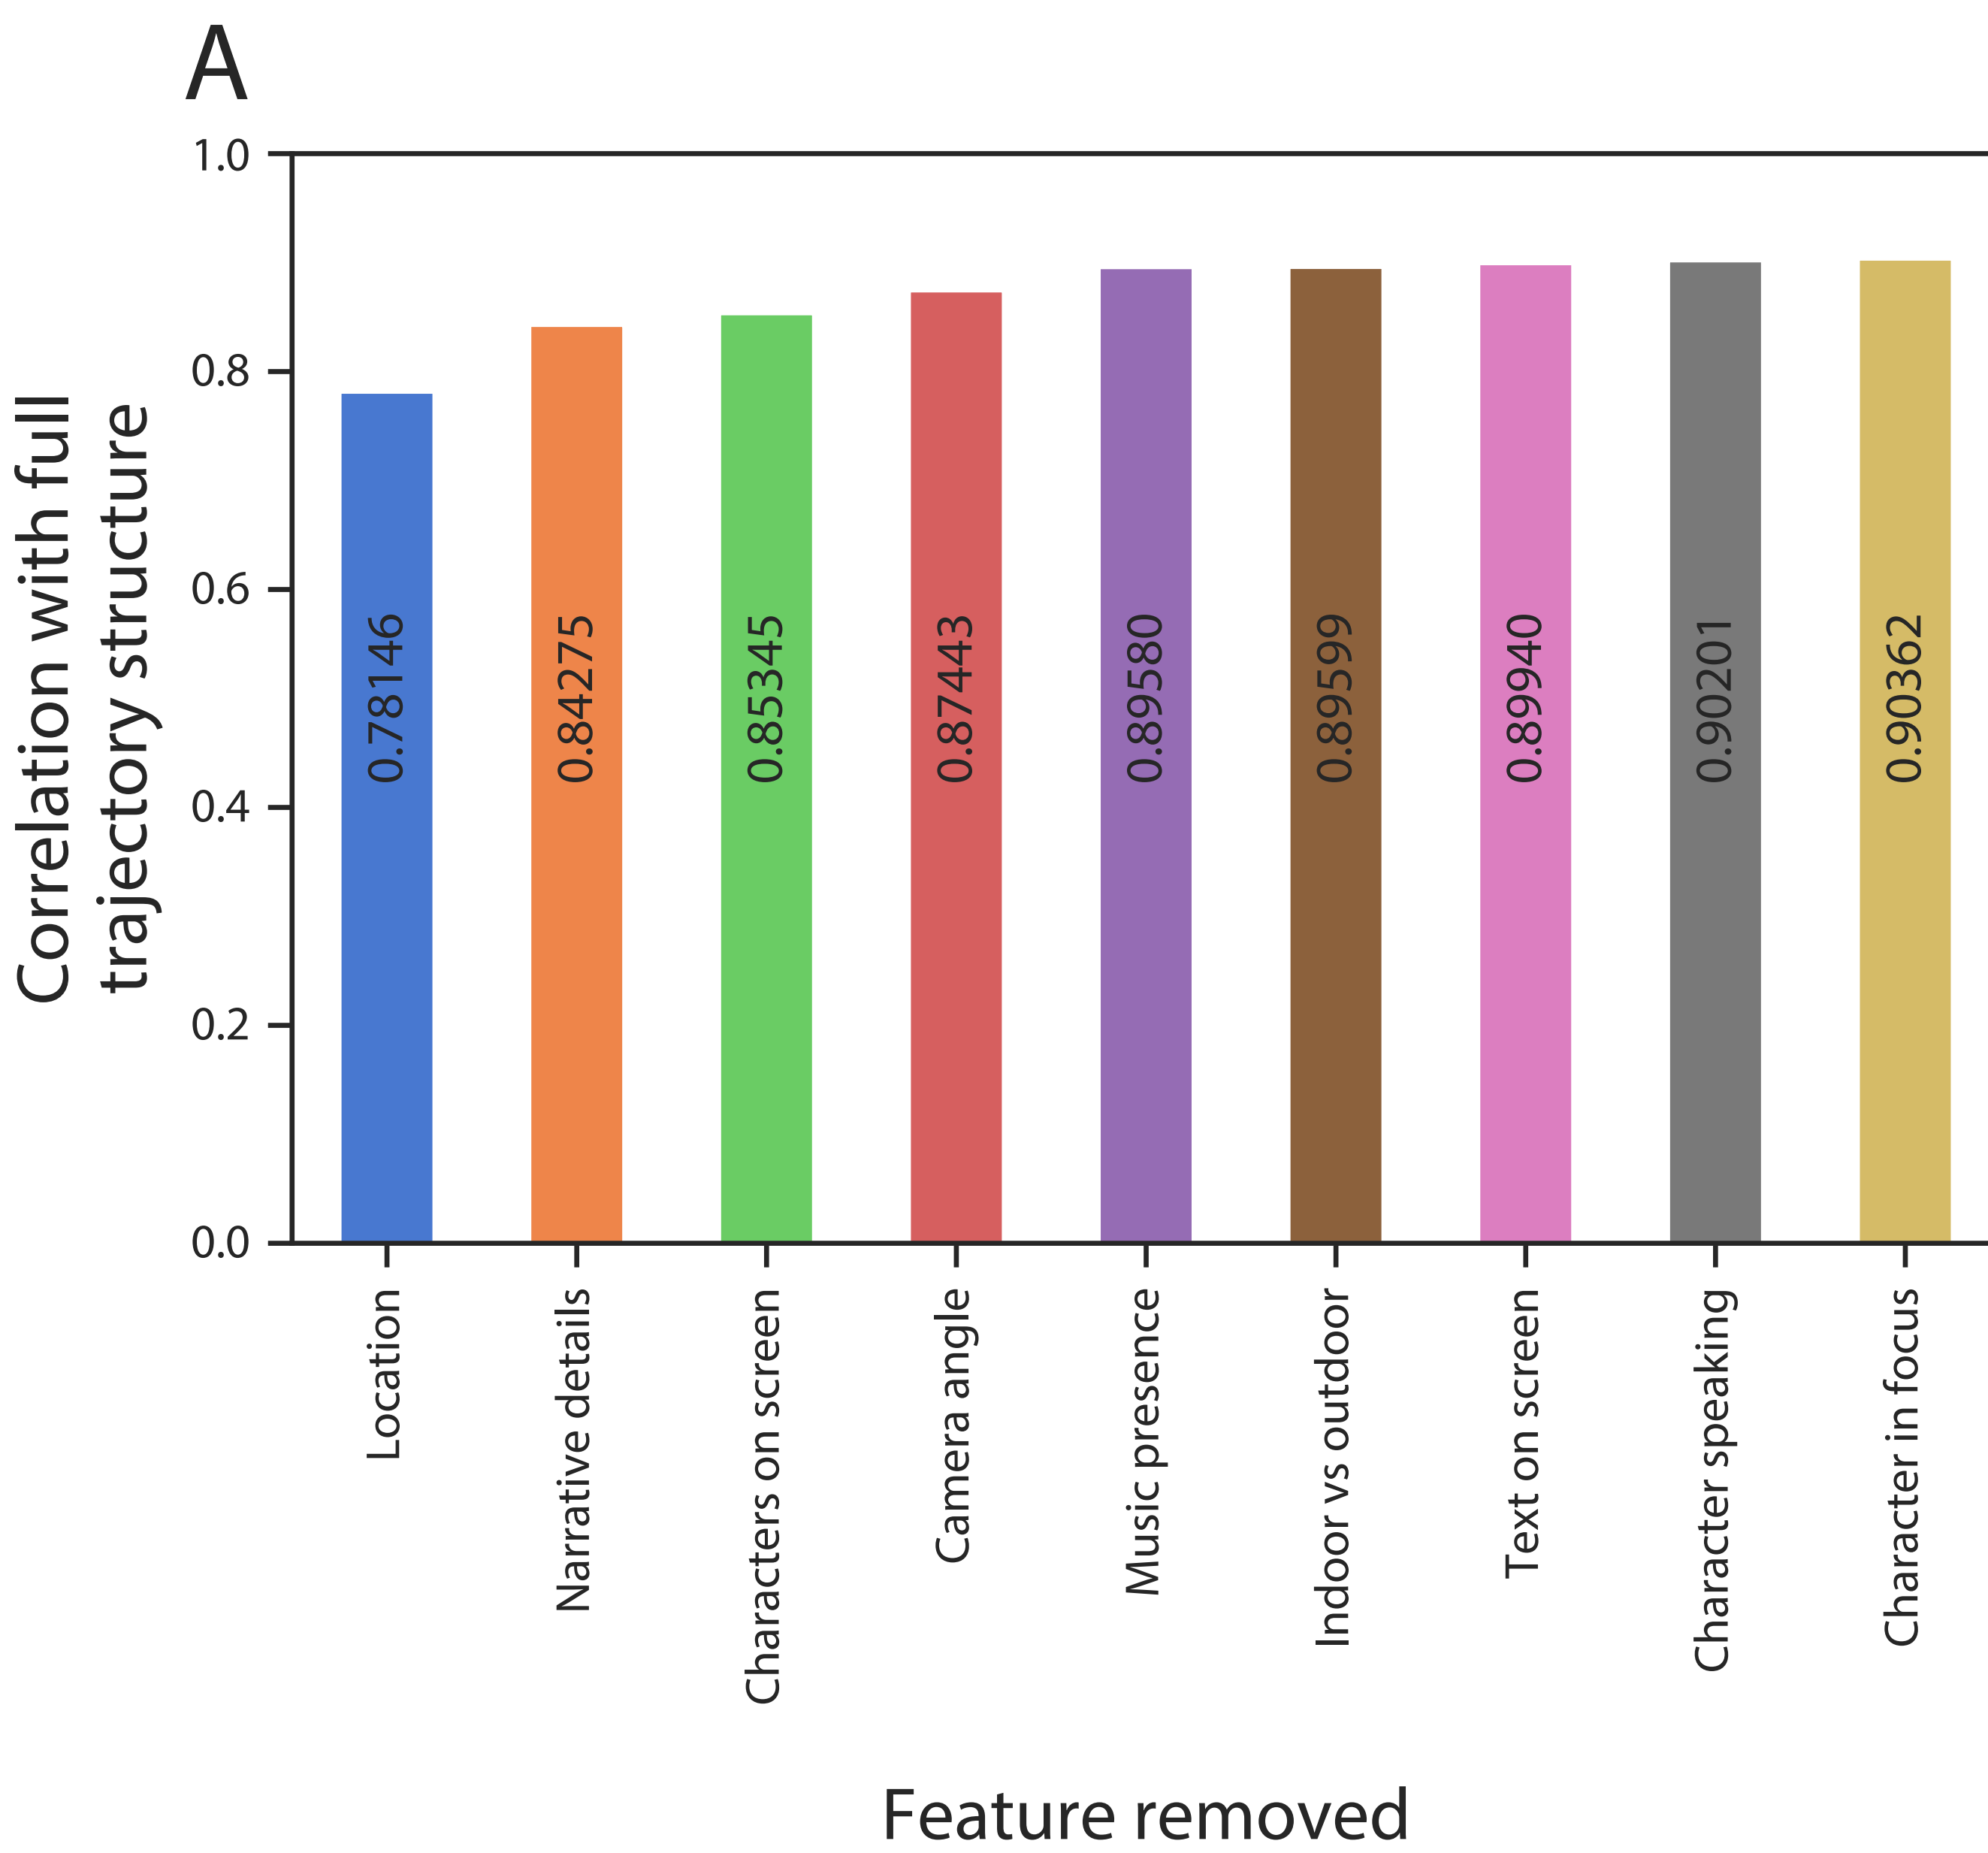 A
Correlation with full
trajectory structure
1.0
0.8
0.6
0.4
0.2
0.0
0.78146
0.84275
0.85345
0.87443
0.89580
0.89599
0.89940
0.90201
0.90362
Location
Narrative details
Characters on screen
Camera angle
Music presence
Indoor vs outdoor
Text on screen
Character speaking
Character in focus
Feature removed